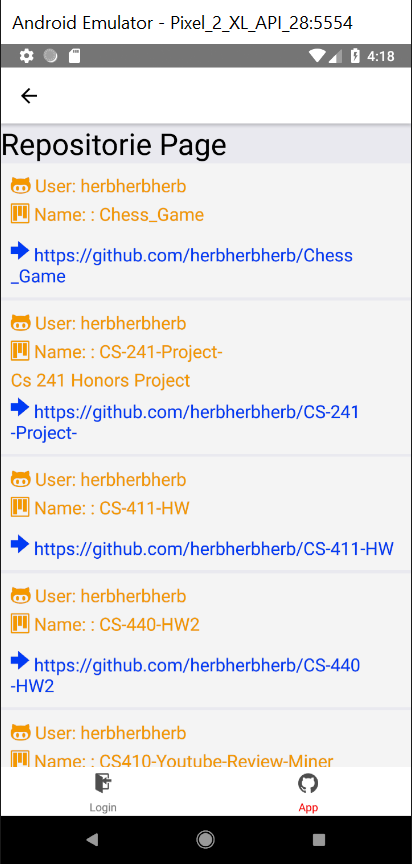 Android Emulator - Pixel_2_XL_API_28:5554
4:18
Repositorie Page
User: herbherbherb
Name: : Chess_Game
https://github.com/herbherbherb/Chess
_Game
User: herbherbherb
Name: : CS-241-Project-
Cs 241 Honors Project
https://github.com/herbherbherb/CS-241
-Project-
User: herbherbherb
Name: : CS-411-HW
https://github.com/herbherbherb/CS-411-HW
User: herbherbherb
Name: : CS-440-HW2
https://github.com/herbherbherb/CS-440
-HW2
User: herbherbherb
Name: : CS410-Youtube-Review-Miner
Login
App